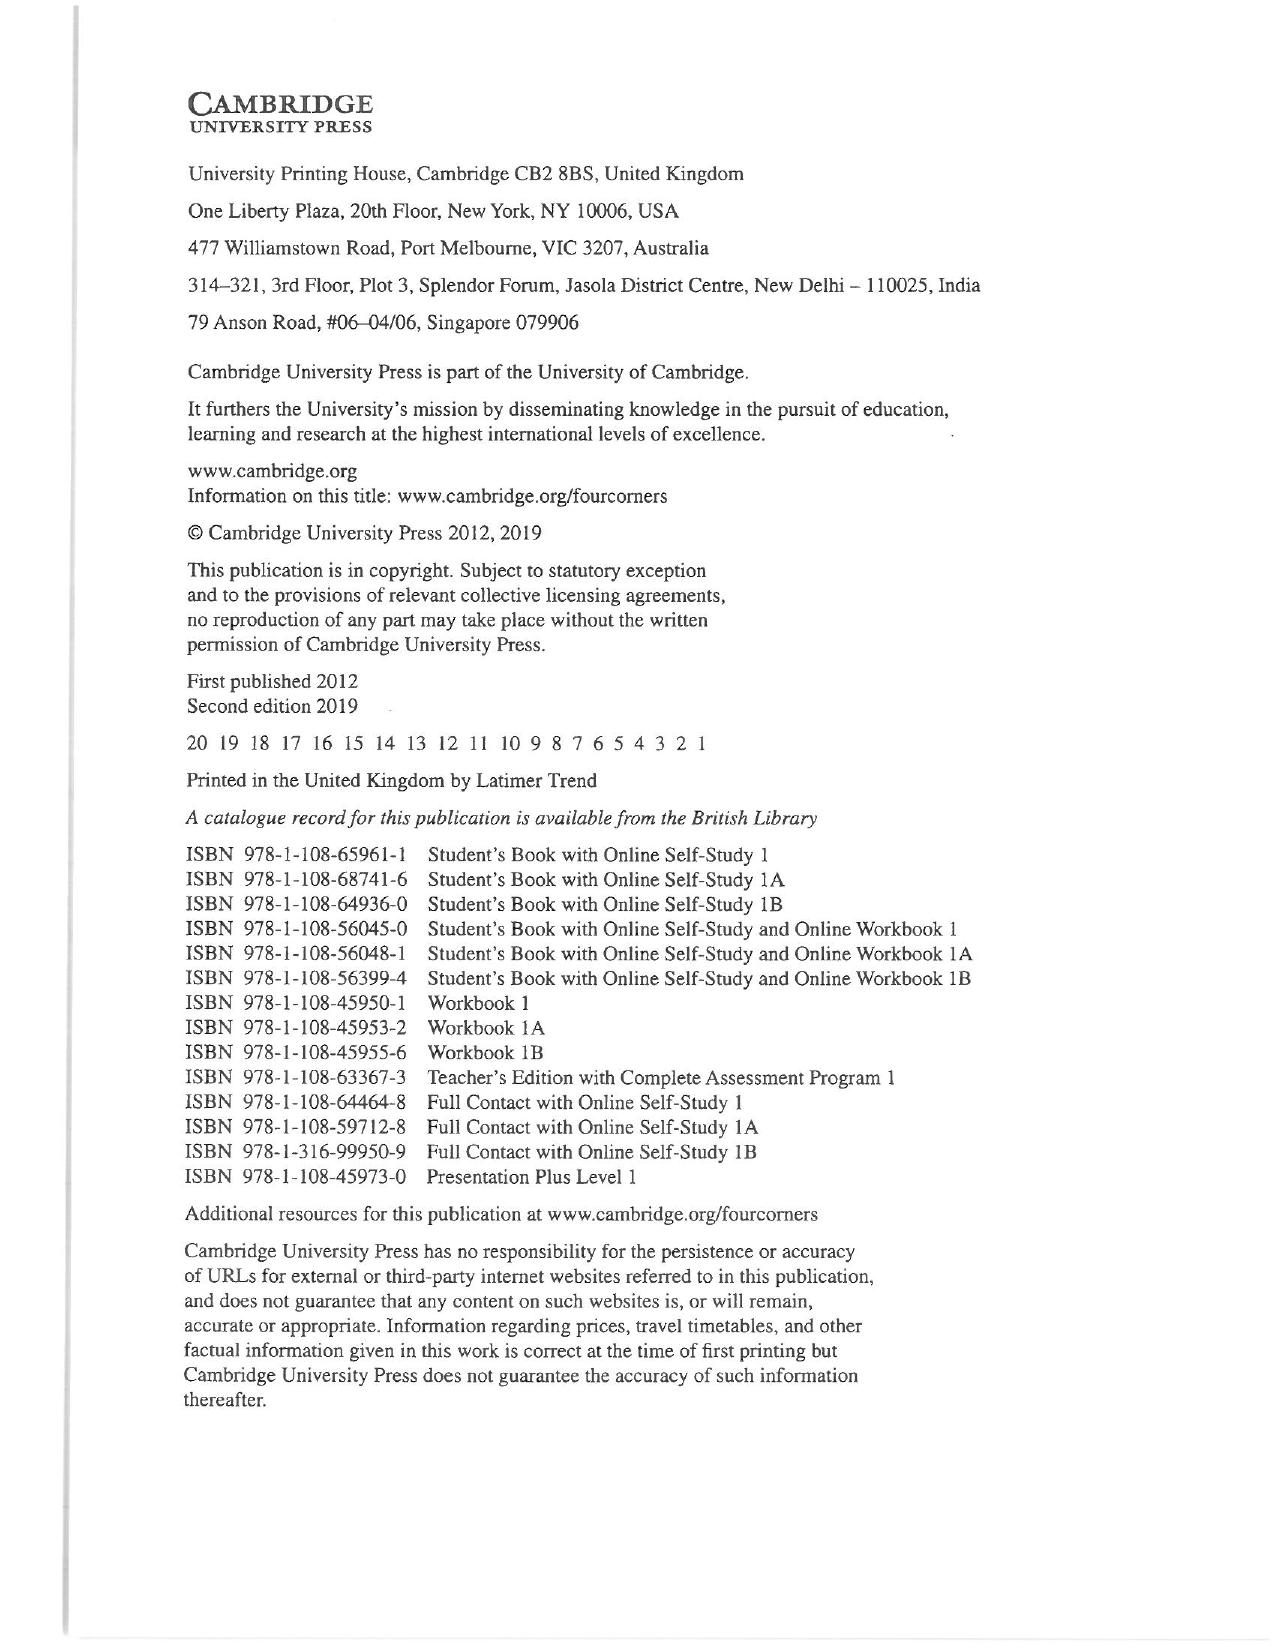 CAMBRIDGE
UNIVERSITY PRESS
University Printing House, Cambridge CB2 8BS, United Kingdom
One Liberty Plaza, 20th Floor, New York, NY 10006, USA
477 Williamstown Road, Port Melbourne, VIC 3207, Australia
314–321, 3rd Floor, Plot 3, Splendor Forum, Jasola District Centre, New Delhi – 110025, India
79 Anson Road, #06–04/06, Singapore 079906
Cambridge University Press is part of the University of Cambridge.
It furthers the University's mission by disseminating knowledge in the pursuit of education,
learning and research at the highest international levels of excellence.
www.cambridge.org
Information on this title: www.cambridge.org/fourcorners
© Cambridge University Press 2012, 2019
This publication is in copyright. Subject to statutory exception
and to the provisions of relevant collective licensing agreements,
no reproduction of any part may take place without the written
permission of Cambridge University Press.
First published 2012
Second edition 2019
20 19 18 17 16 15 14 13 12 11 10 9 8 7 6 5 4 3 2 1
Printed in the United Kingdom by Latimer Trend
A catalogue record for this publication is available from the British Library
ISBN 978-1-108-65961-1 Student's Book with Online Self-Study 1
ISBN 978-1-108-68741-6 Student's Book with Online Self-Study 1A
ISBN 978-1-108-64936-0 Student's Book with Online Self-Study 1B
ISBN 978-1-108-56045-0 Student's Book with Online Self-Study and Online Workbook 1
ISBN 978-1-108-56048-1 Student's Book with Online Self-Study and Online Workbook 1A
ISBN 978-1-108-56399-4 Student's Book with Online Self-Study and Online Workbook 1B
ISBN 978-1-108-45950-1 Workbook 1
ISBN 978-1-108-45953-2 Workbook 1A
ISBN 978-1-108-45955-6 Workbook 1B
ISBN 978-1-108-63367-3 Teacher's Edition with Complete Assessment Program 1
ISBN 978-1-108-64464-8 Full Contact with Online Self-Study 1
ISBN 978-1-108-59712-8 Full Contact with Online Self-Study 1A
ISBN 978-1-316-99950-9 Full Contact with Online Self-Study 1B
ISBN 978-1-108-45973-0 Presentation Plus Level 1
Additional resources for this publication at www.cambridge.org/fourcorners
Cambridge University Press has no responsibility for the persistence or accuracy
of URLs for external or third-party internet websites referred to in this publication,
and does not guarantee that any content on such websites is, or will remain,
accurate or appropriate. Information regarding prices, travel timetables, and other
factual information given in this work is correct at the time of first printing but
Cambridge University Press does not guarantee the accuracy of such information
thereafter.